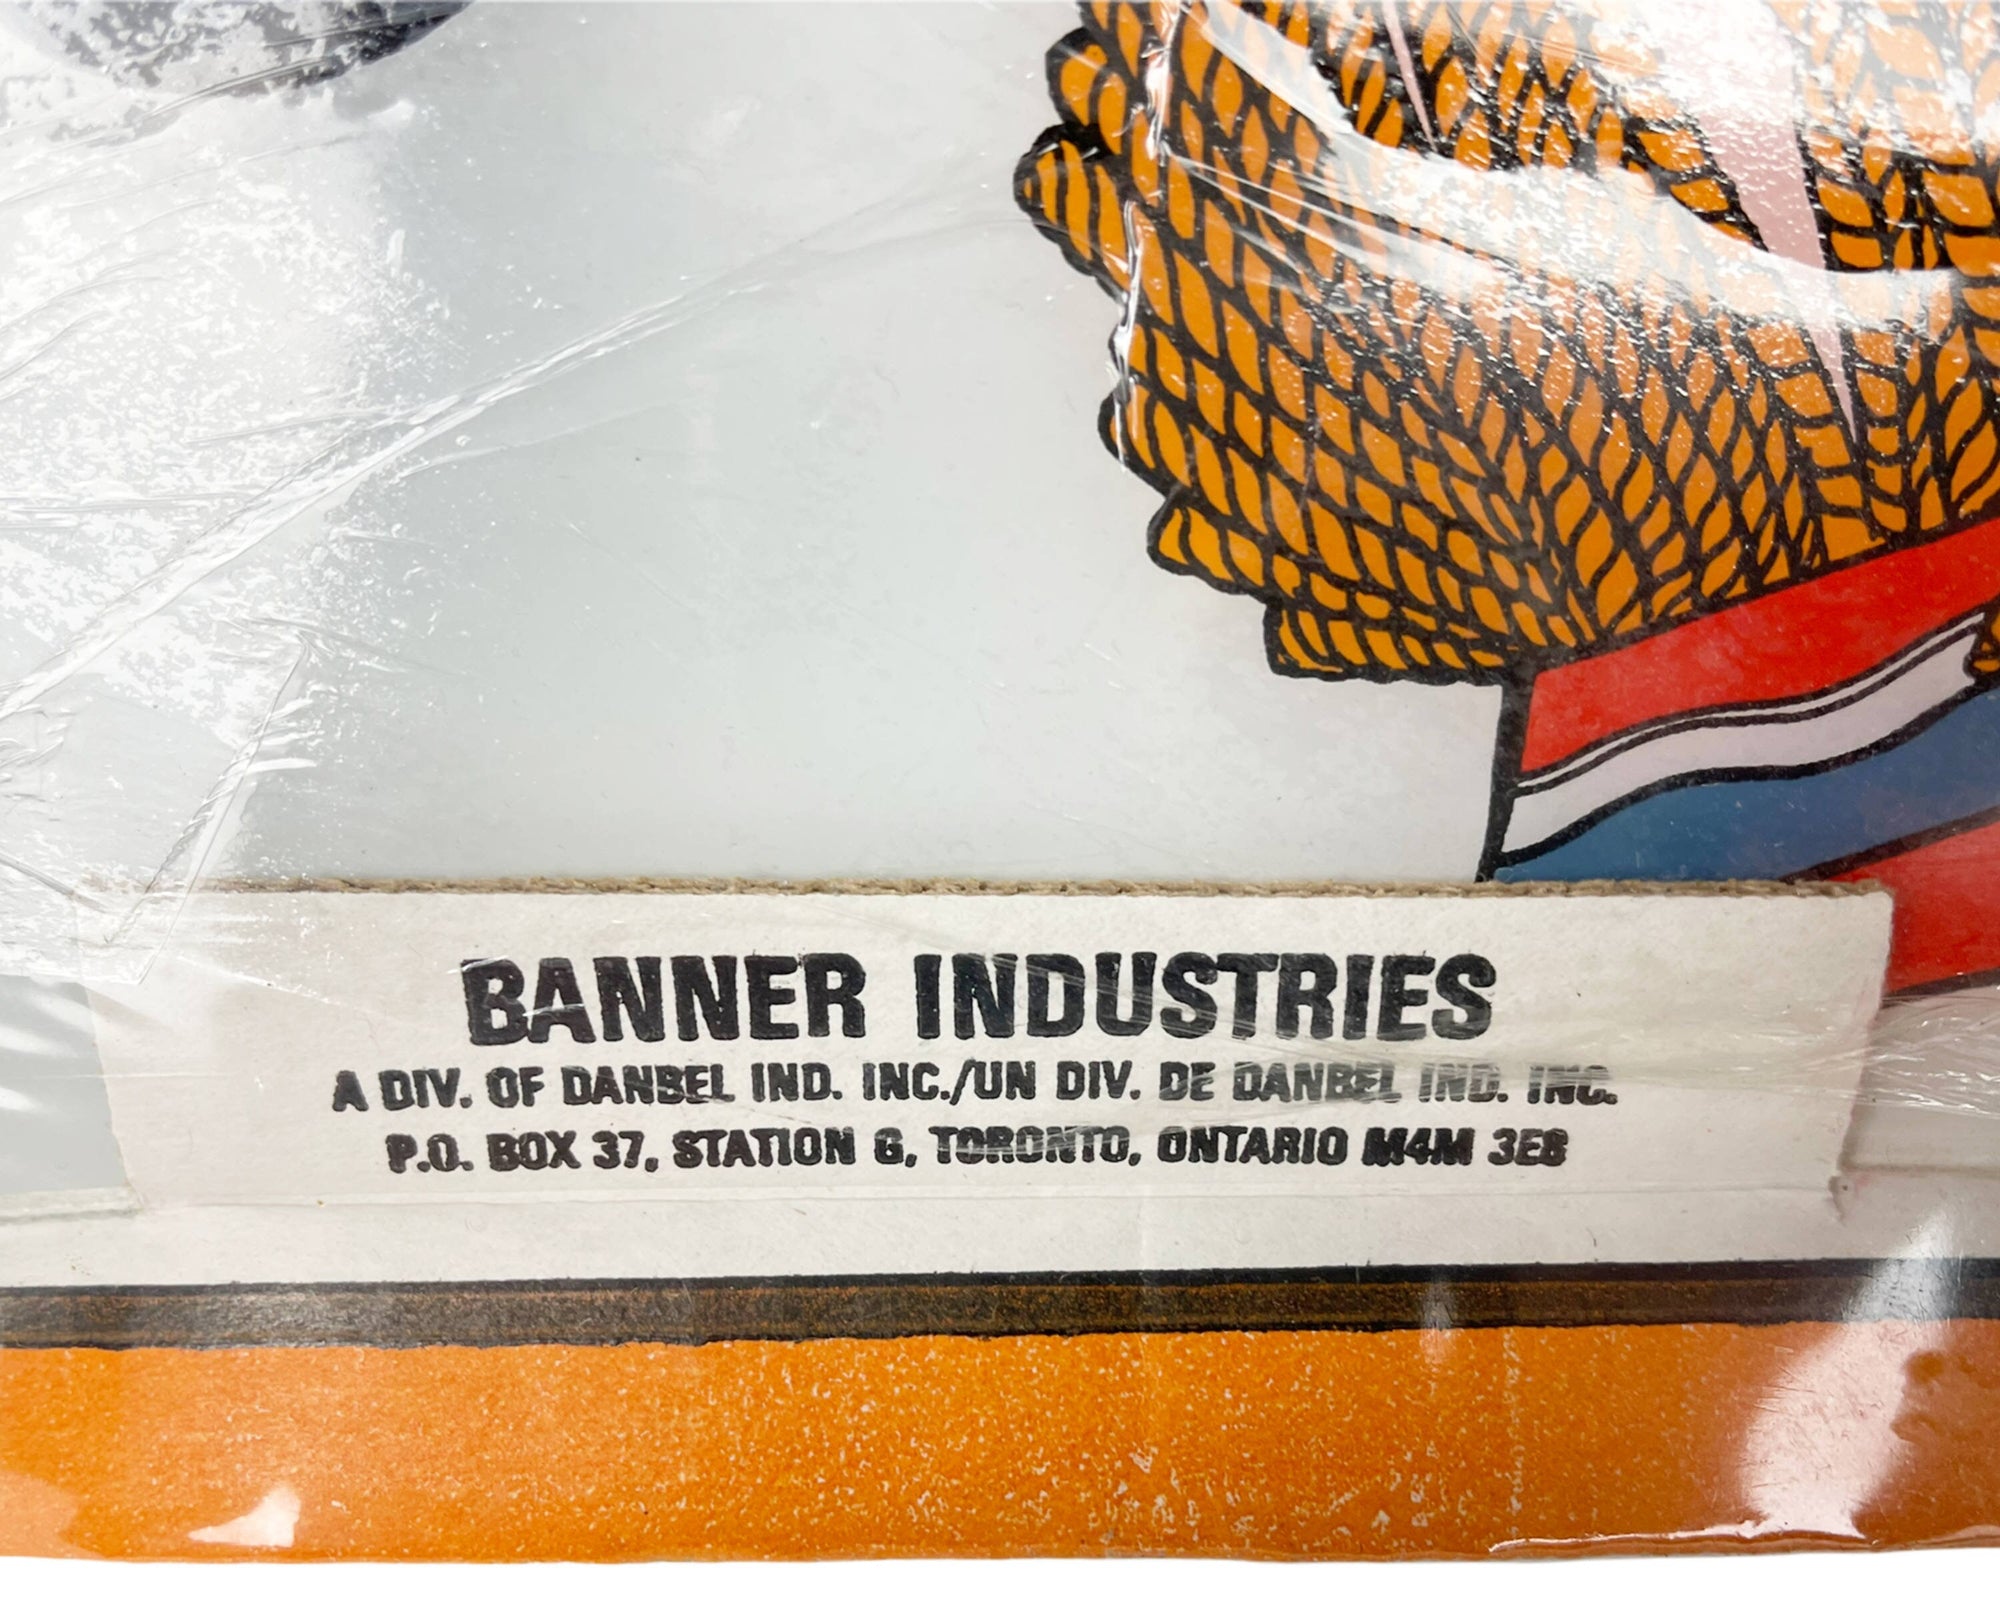 BANNER INDUSTRIES
A DIV. OF DANBEL IND. INC./UN DIV. DE DANBEL IND. INC.
P.O. BOX 37, STATION G, TORONTO, ONTARIO M4M 3E8